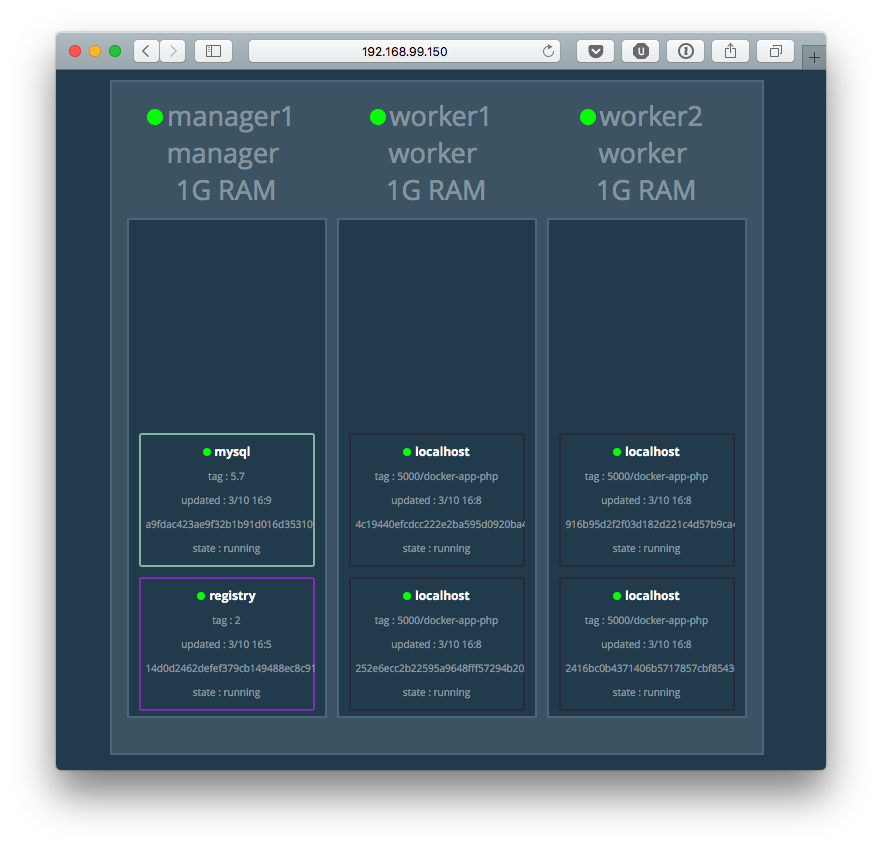 192.168.99.150
manager1
manager
1G RAM
worker1
worker
1G RAM
worker2
worker
1G RAM
mysql
tag : 5.7
updated : 3/10 16:9
a9fdac423ae9f32b1b91d016d35310
state : running
registry
tag : 2
updated : 3/10 16:5
14d0d2462defef379cb149488ec8c91
state : running
localhost
tag : 5000/docker-app-php
updated : 3/10 16:8
4c19440efcdcc222e2ba595d0920ba4
state : running
localhost
tag : 5000/docker-app-php
updated : 3/10 16:8
252e6ecc2b22595a9648fff57294b20
state : running
localhost
tag : 5000/docker-app-php
updated : 3/10 16:8
916b95d2f2f03d182d221c4d57b9ca4
state : running
localhost
tag : 5000/docker-app-php
updated : 3/10 16:8
2416bc0b4371406b5717857cbf8543
state : running